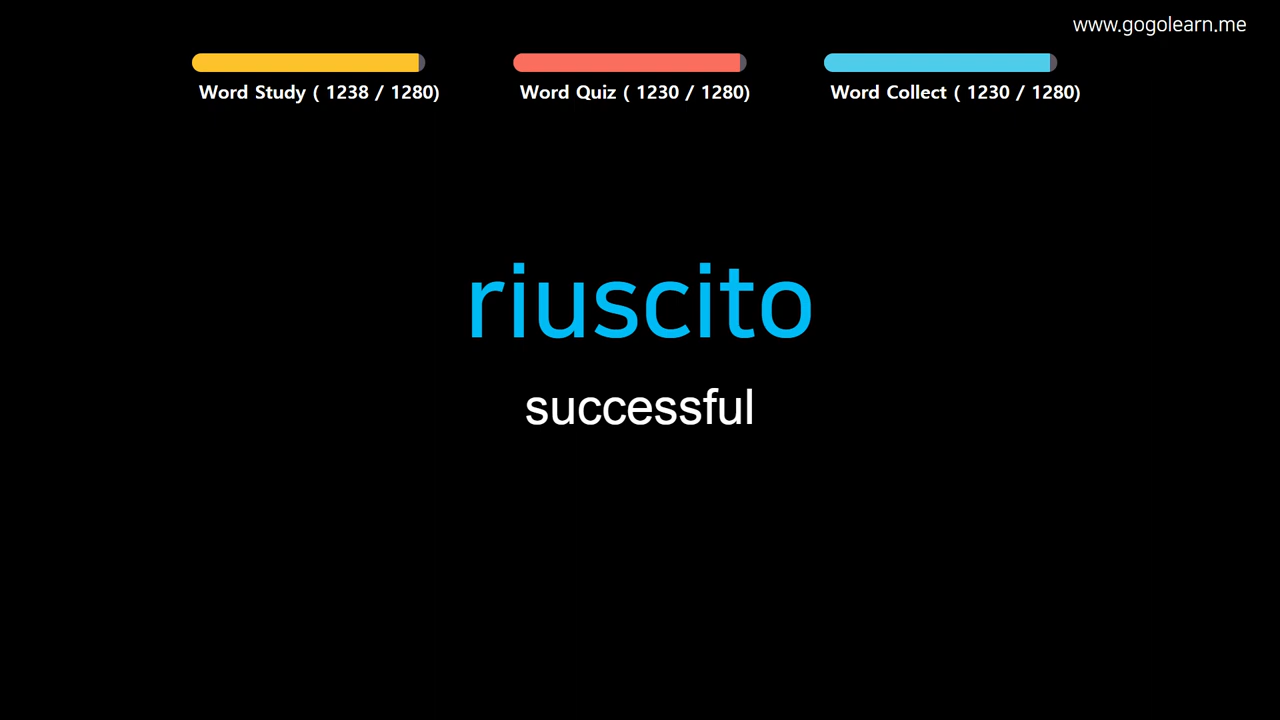 www.gogolearn.me
Word Study ( 1238 / 1280)
Word Quiz ( 1230 / 1280)
Word Collect ( 1230 / 1280)
riuscito
successful